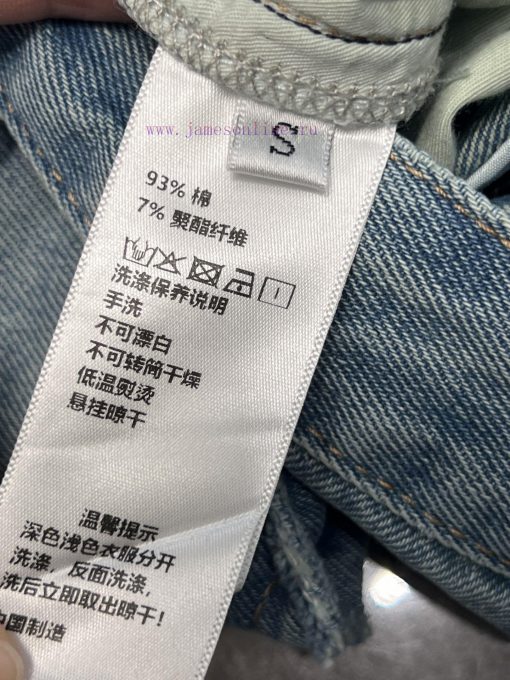 www.jamesonline.ru
S
93% 棉
7% 聚酯纤维
洗涤保养说明
手洗
不可漂白
不可转筒干燥
低温熨烫
悬挂晾干
温馨提示
深色浅色衣服分开
洗涤，反面洗涤，
洗后立即取出晾干！
中国制造